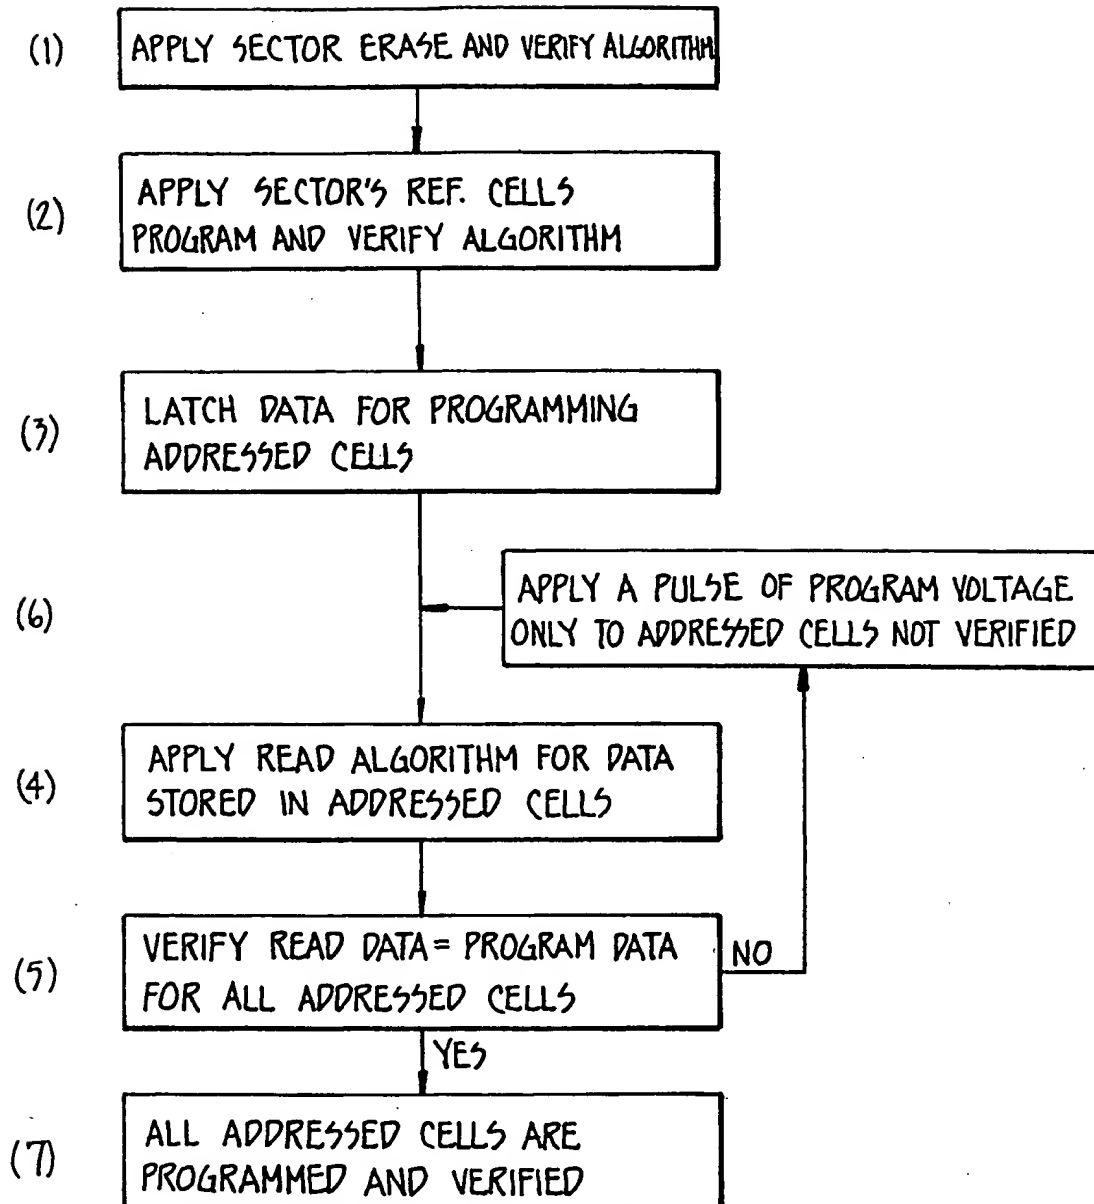 (1)
APPLY SECTOR ERASE AND VERIFY ALGORITHM
(2)
APPLY SECTOR'S REF. CELLS
PROGRAM AND VERIFY ALGORITHM
(3)
LATCH DATA FOR PROGRAMMING
ADDRESSED CELLS
(6)
APPLY A PULSE OF PROGRAM VOLTAGE
ONLY TO ADDRESSED CELLS NOT VERIFIED
(4)
APPLY READ ALGORITHM FOR DATA
STORED IN ADDRESSED CELLS
(5)
VERIFY READ DATA = PROGRAM DATA
FOR ALL ADDRESSED CELLS
NO
YES
(7)
ALL ADDRESSED CELLS ARE
PROGRAMMED AND VERIFIED